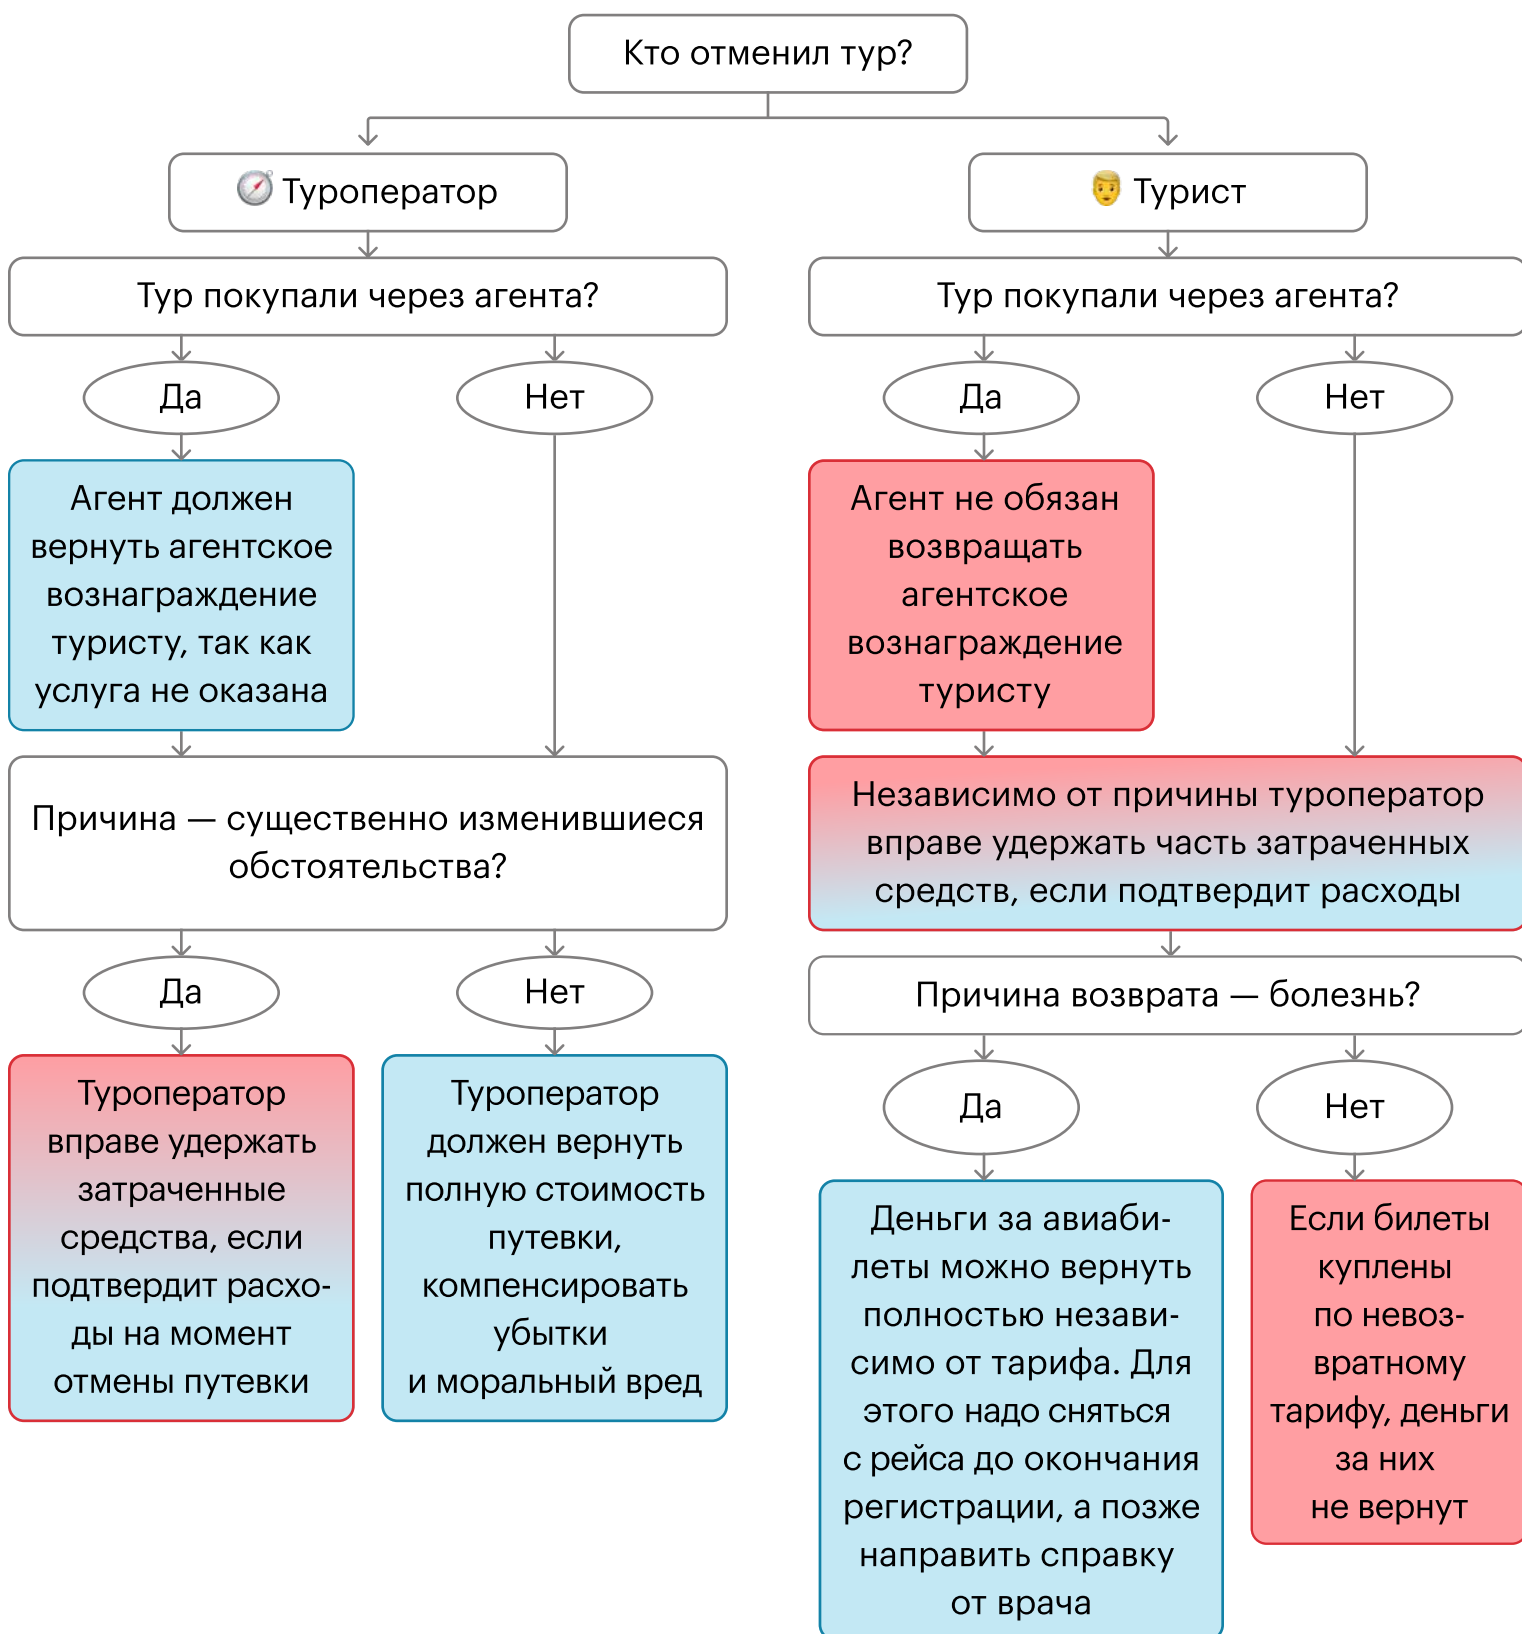 Кто отменил тур?
Туроператор
Турист
Тур покупали через агента?
Тур покупали через агента?
Да
Нет
Да
Нет
Агент должен
вернуть агентское
вознаграждение
туристу, так как
услуга не оказана
Агент не обязан
возвращать
агентское
вознаграждение
туристу
Причина — существенно изменившиеся
обстоятельства?
Независимо от причины туроператор
вправе удержать часть затраченных
средств, если подтвердит расходы
Да
Нет
Причина возврата — болезнь?
Да
Нет
Туроператор
вправе удержать
затраченные
средства, если
подтвердит расхо-
ды на момент
отмены путевки
Туроператор
должен вернуть
полную стоимость
путевки,
компенсировать
убытки
и моральный вред
Деньги за авиаби-
леты можно вернуть
полностью незави-
симо от тарифа. Для
этого надо сняться
с рейса до окончания
регистрации, а позже
направить справку
от врача
Если билеты
куплены
по невоз-
вратному
тарифу, деньги
за них
не вернут